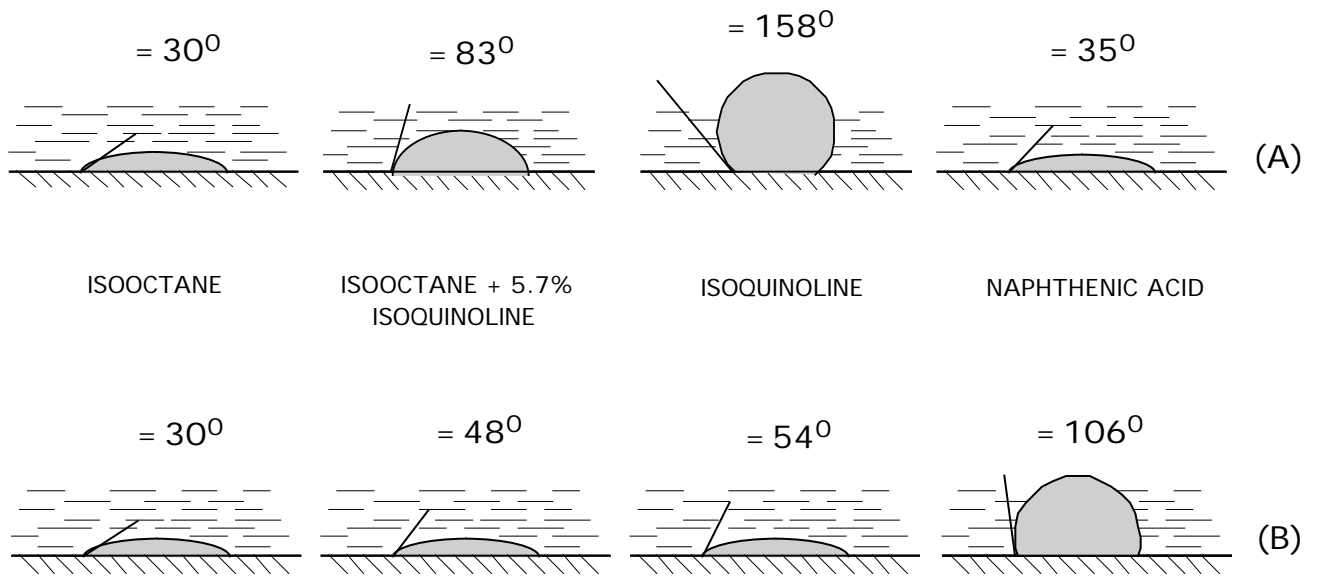 = 30⁰
= 83⁰
= 158⁰
= 35⁰
(A)
ISOOCTANE
ISOOCTANE + 5.7%
ISOQUINOLINE
ISOQUINOLINE
NAPHTHENIC ACID
= 30⁰
= 48⁰
= 54⁰
= 106⁰
(B)